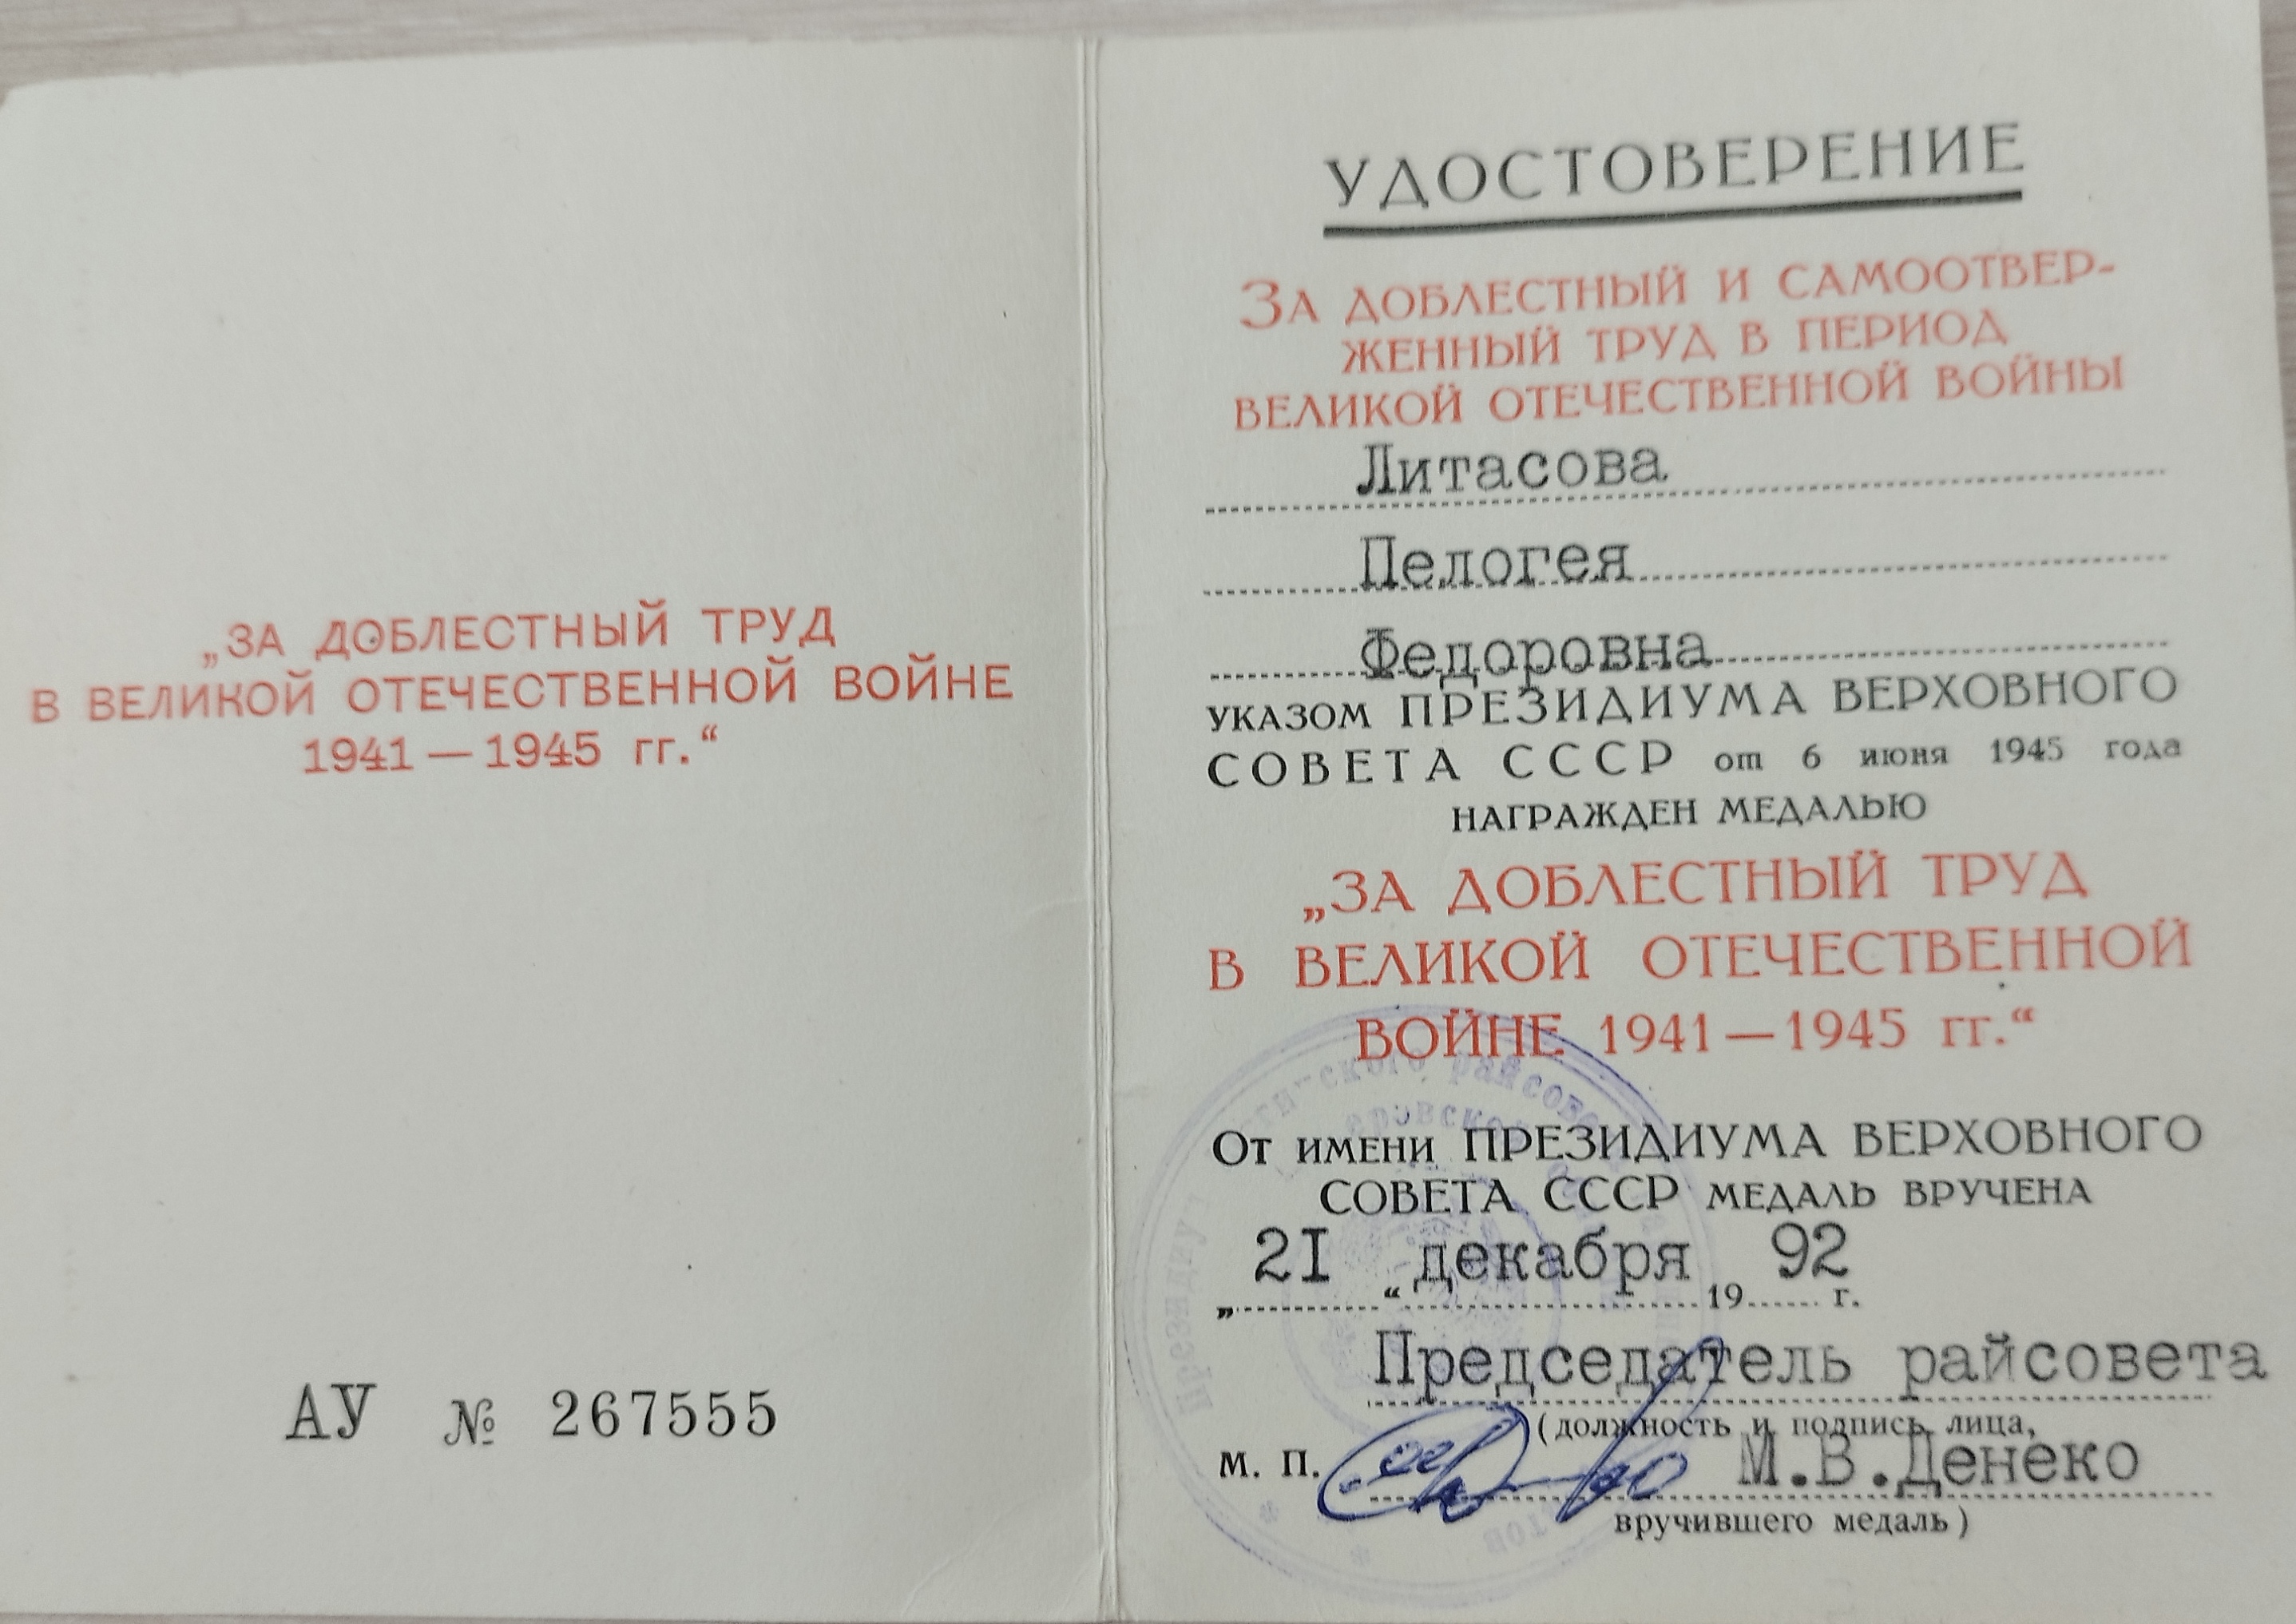 „ЗА ДОБЛЕСТНЫЙ ТРУД
В ВЕЛИКОЙ ОТЕЧЕСТВЕННОЙ ВОЙНЕ
1941—1945 гг.“
АУ № 267555
УДОСТОВЕРЕНИЕ
ЗА ДОБЛЕСТНЫЙ И САМООТВЕР-
ЖЕННЫЙ ТРУД В ПЕРИОД
ВЕЛИКОЙ ОТЕЧЕСТВЕННОЙ ВОЙНЫ
Литасова
Пелогея
Федоровна
УКАЗОМ ПРЕЗИДИУМА ВЕРХОВНОГО
СОВЕТА СССР от 6 июня 1945 года
НАГРАЖДЕН МЕДАЛЬЮ
„ЗА ДОБЛЕСТНЫЙ ТРУД
В ВЕЛИКОЙ ОТЕЧЕСТВЕННОЙ
ВОЙНЕ 1941—1945 гг.“
ОТ ИМЕНИ ПРЕЗИДИУМА ВЕРХОВНОГО
СОВЕТА СССР МЕДАЛЬ ВРУЧЕНА
„2I“ декабря 1992 г.
Председатель райсовета
(должность и подпись лица,
М. П. М.В.Денеко
вручившего медаль)